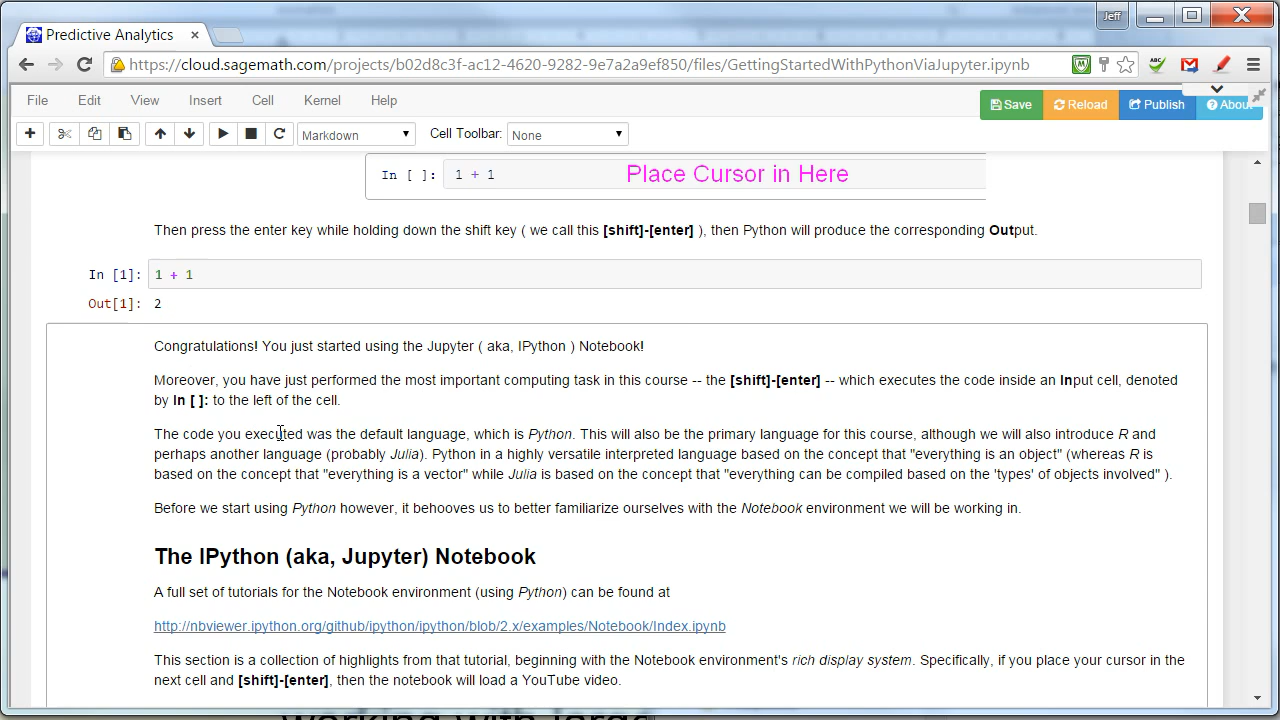 Jeff
Predictive Analytics
https://cloud.sagemath.com/projects/b02d8c3f-ac12-4620-9282-9e7a2a9ef850/files/GettingStartedWithPythonViaJupyter.ipynb
File Edit View Insert Cell Kernel Help
Save Reload Publish About
Markdown Cell Toolbar: None
In [ ]: 1 + 1 Place Cursor in Here
Then press the enter key while holding down the shift key ( we call this [shift]-[enter] ), then Python will produce the corresponding Output.
In [1]: 1 + 1
Out[1]: 2
Congratulations! You just started using the Jupyter ( aka, IPython ) Notebook!
Moreover, you have just performed the most important computing task in this course -- the [shift]-[enter] -- which executes the code inside an Input cell, denoted
by In [ ]: to the left of the cell.
The code you executed was the default language, which is Python. This will also be the primary language for this course, although we will also introduce R and
perhaps another language (probably Julia). Python in a highly versatile interpreted language based on the concept that "everything is an object" (whereas R is
based on the concept that "everything is a vector" while Julia is based on the concept that "everything can be compiled based on the 'types' of objects involved" ).
Before we start using Python however, it behooves us to better familiarize ourselves with the Notebook environment we will be working in.
The IPython (aka, Jupyter) Notebook
A full set of tutorials for the Notebook environment (using Python) can be found at
http://nbviewer.ipython.org/github/ipython/ipython/blob/2.x/examples/Notebook/Index.ipynb
This section is a collection of highlights from that tutorial, beginning with the Notebook environment's rich display system. Specifically, if you place your cursor in the
next cell and [shift]-[enter], then the notebook will load a YouTube video.